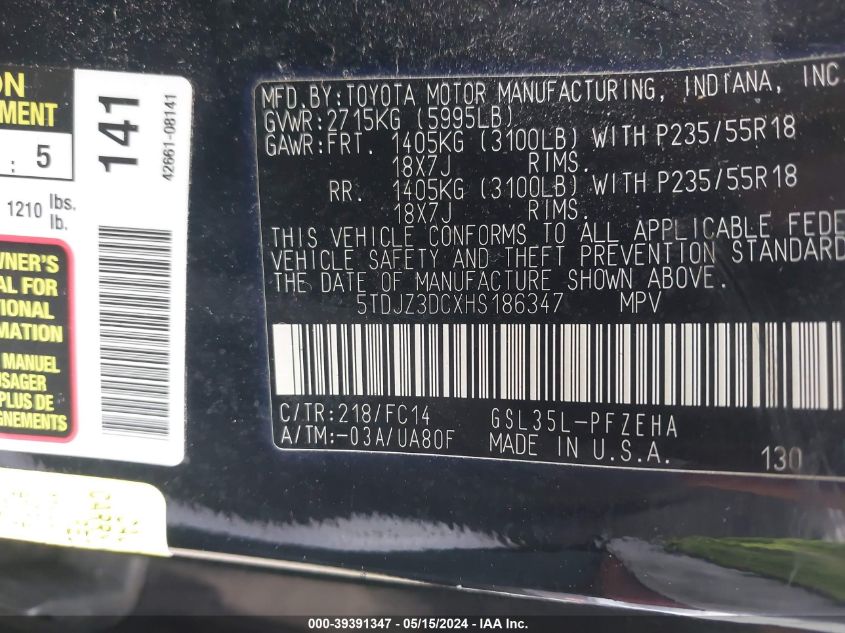 ON
MENT
: 5
1210 lbs.
lb.
WNER'S
AL FOR
TIONAL
MATION
MANUEL
USAGER
PLUS DE
GNEMENTS
141
42661-08141
MFD.BY:TOYOTA MOTOR MANUFACTURING, INDIANA, INC
GVWR:2715KG (5995LB)
GAWR:FRT. 1405KG (3100LB) WITH P235/55R18
18X7J RIMS.
RR. 1405KG (3100LB) WITH P235/55R18
18X7J RIMS.
THIS VEHICLE CONFORMS TO ALL APPLICABLE FEDE
VEHICLE SAFETY AND THEFT PREVENTION STANDARD
THE DATE OF MANUFACTURE SHOWN ABOVE.
5TDJZ3DCXHS186347 MPV
C/TR:218/FC14 GSL35L-PFZEHA
A/TM:-03A/UA80F MADE IN U.S.A.
130
000-39391347 - 05/15/2024 - IAA Inc.